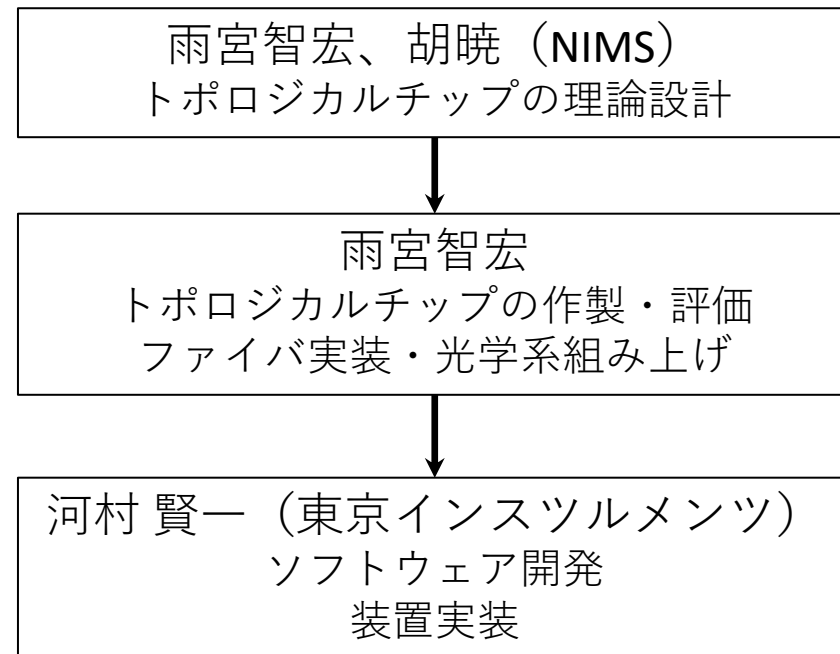 雨宮智宏、胡暁（NIMS）
トポロジカルチップの理論設計
雨宮智宏
トポロジカルチップの作製・評価
ファイバ実装・光学系組み上げ
河村 賢一（東京インスツルメンツ）
ソフトウェア開発
装置実装